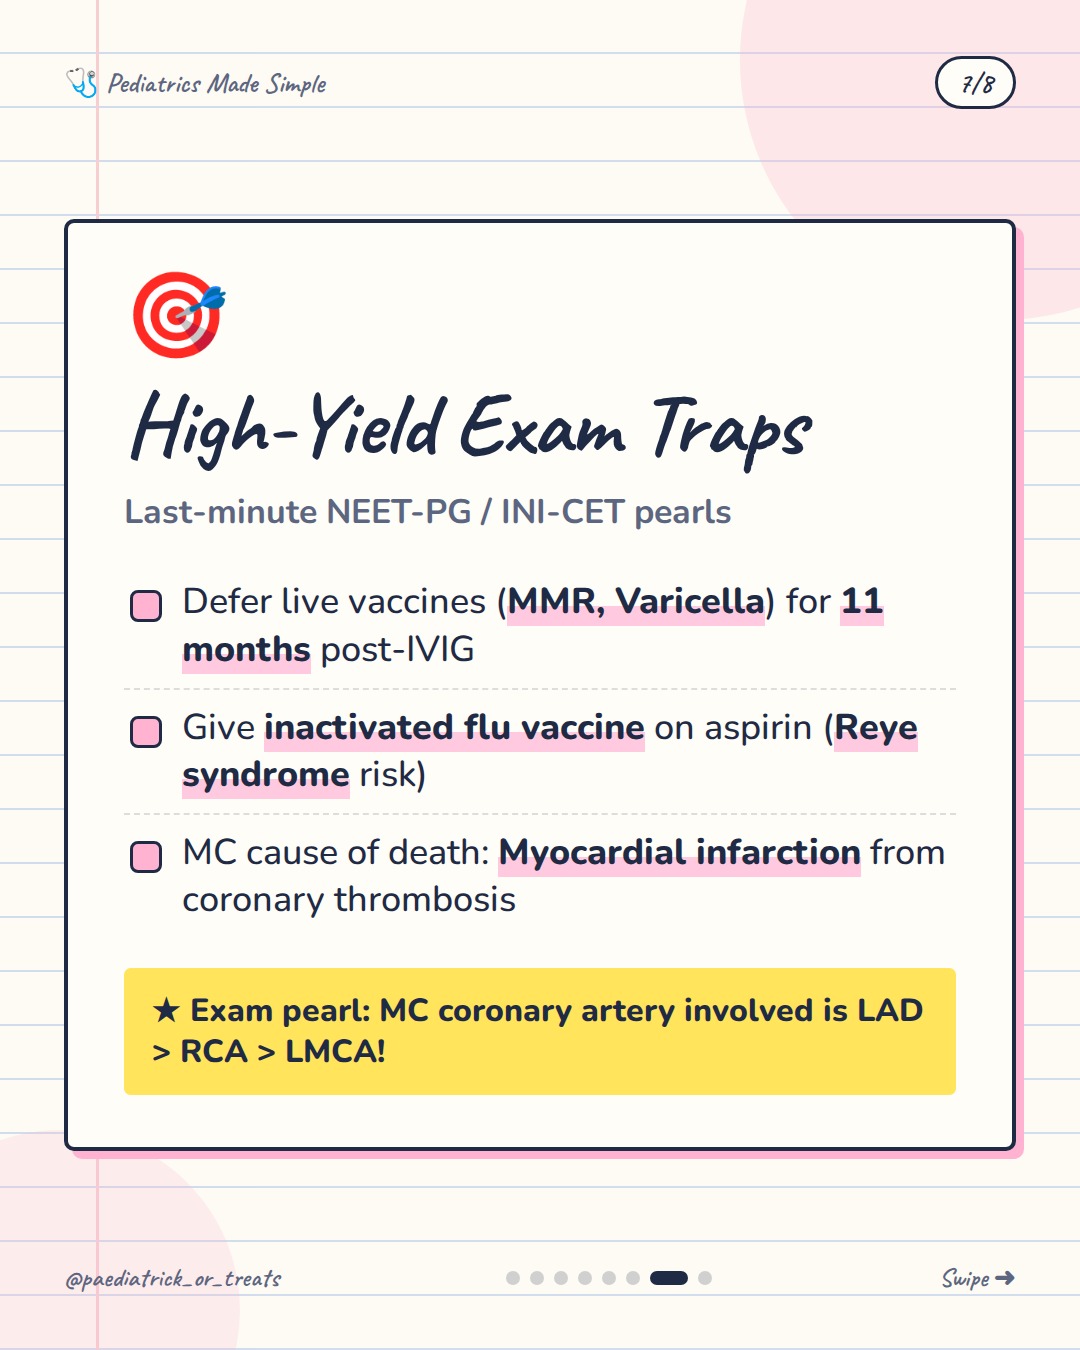 Pediatrics Made Simple
7/8
High-Yield Exam Traps
Last-minute NEET-PG / INI-CET pearls
Defer live vaccines (MMR, Varicella) for 11
months post-IVIG
Give inactivated flu vaccine on aspirin (Reye
syndrome risk)
MC cause of death: Myocardial infarction from
coronary thrombosis
★ Exam pearl: MC coronary artery involved is LAD
> RCA > LMCA!
@paediatrick_or_treats
Swipe ➜